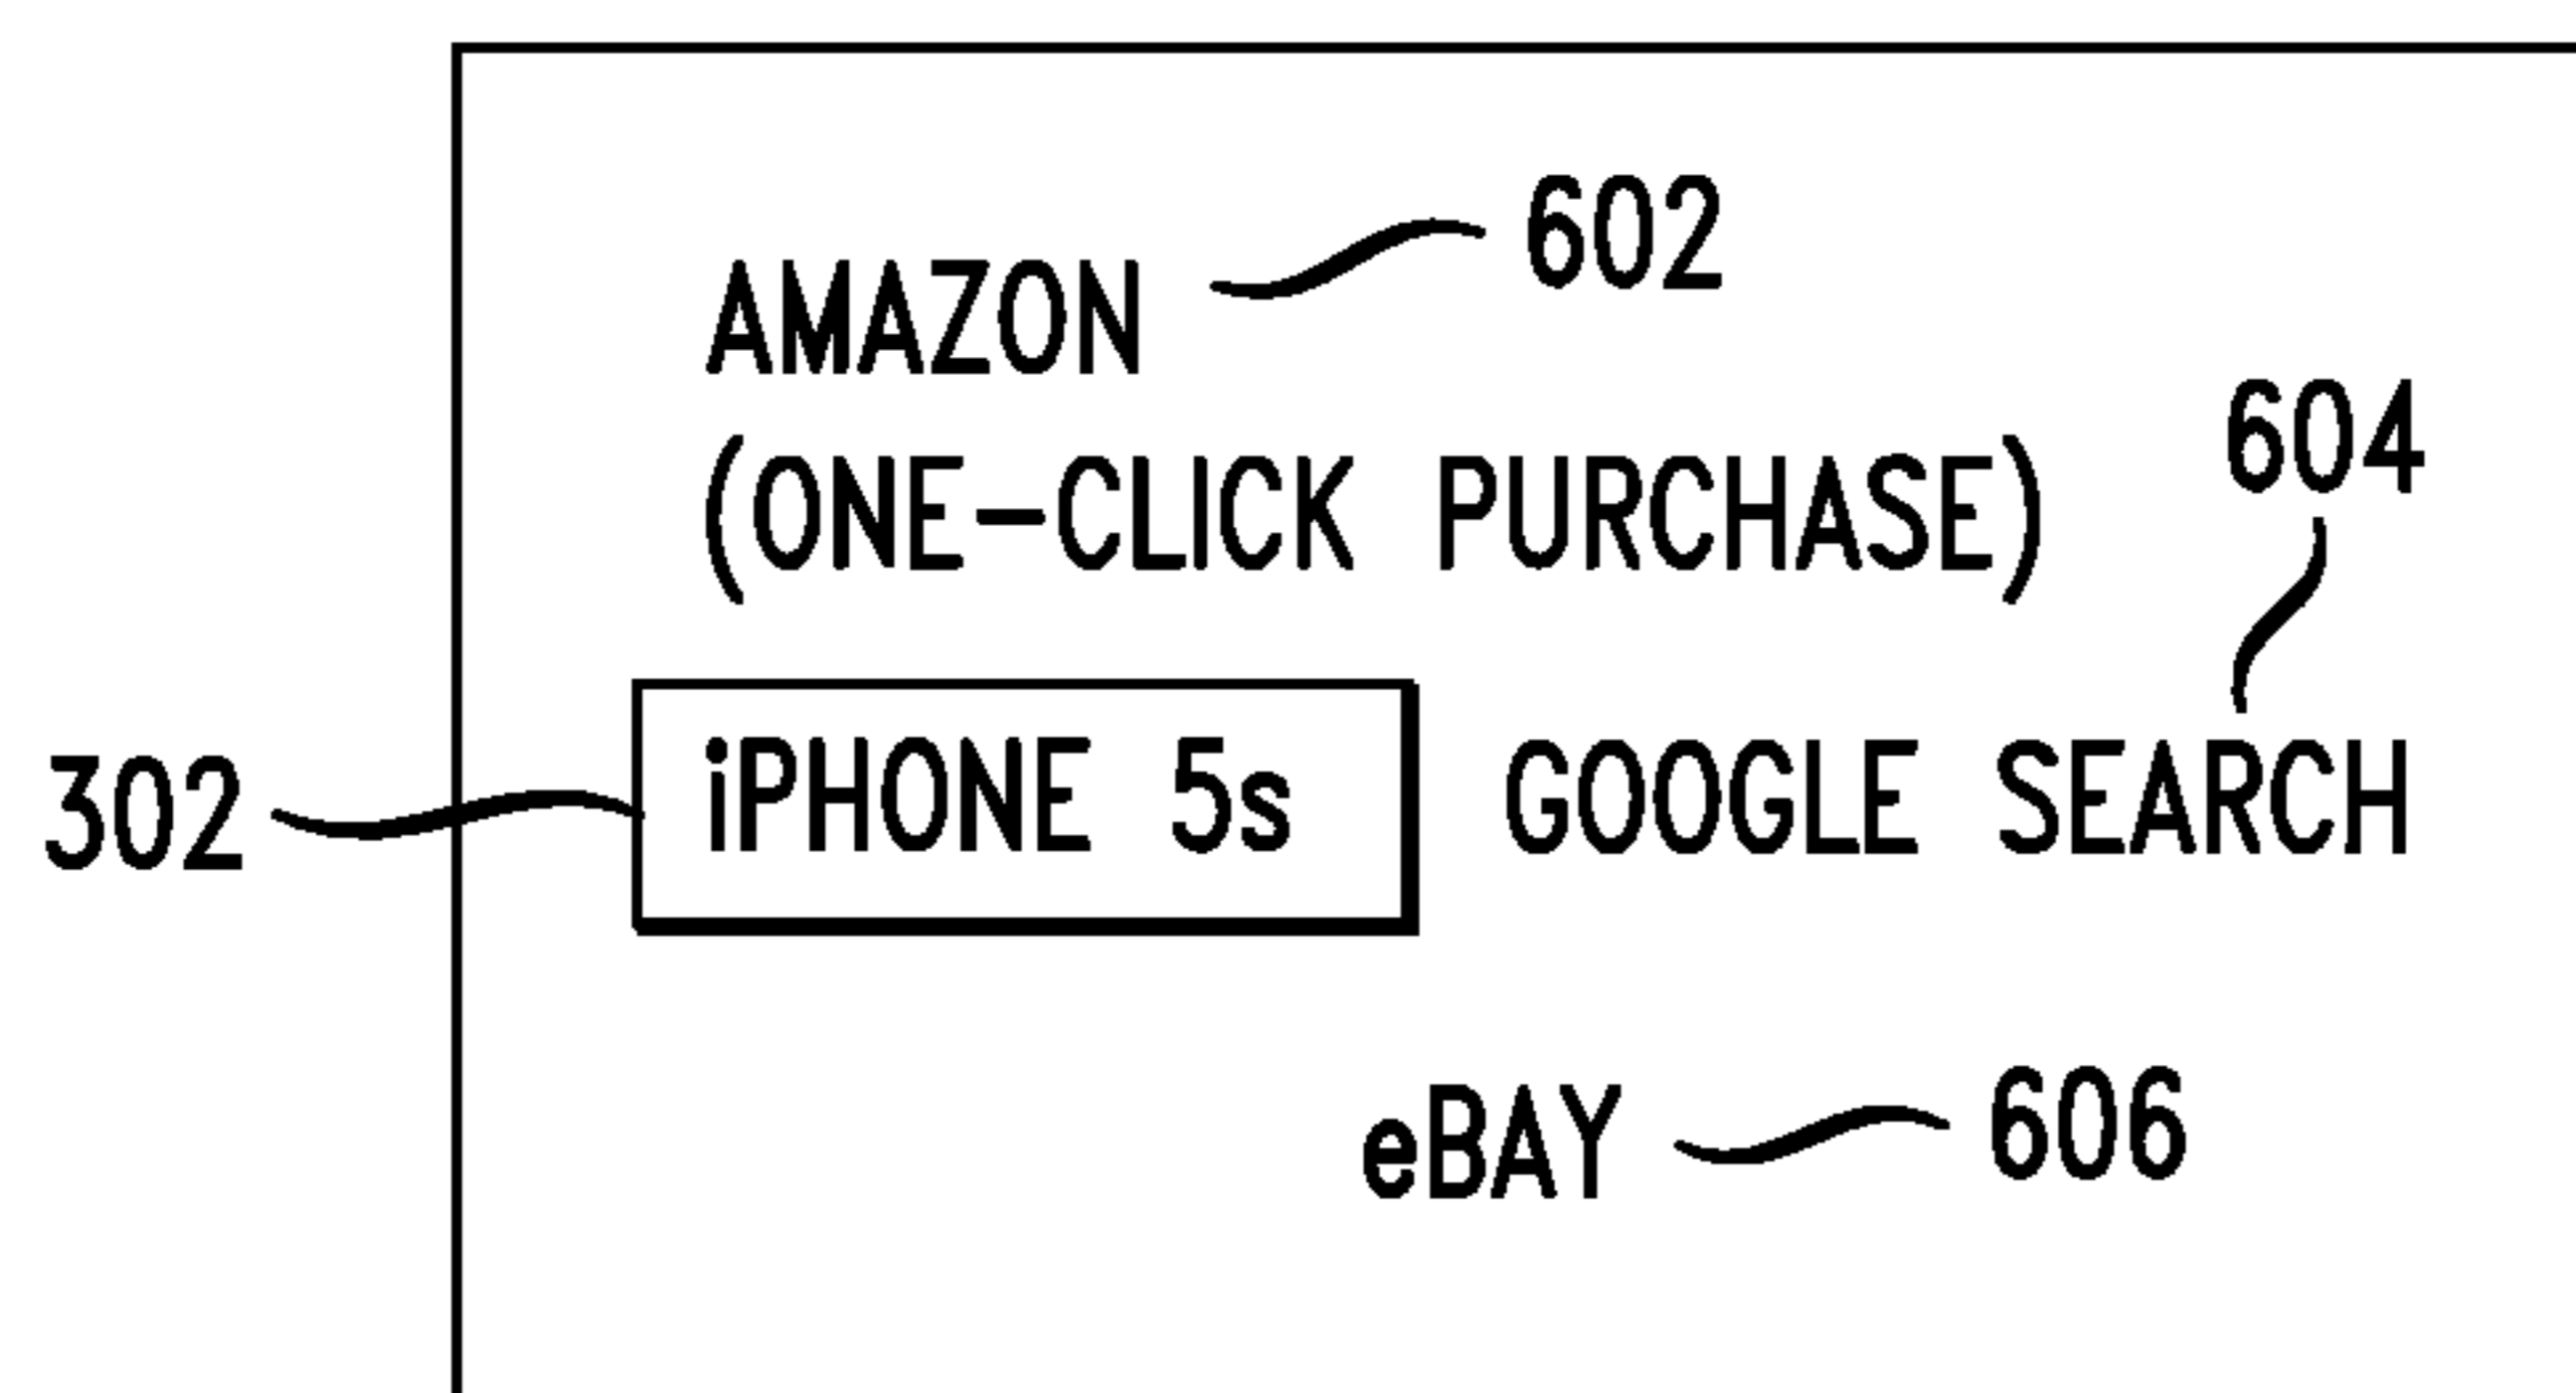 602
AMAZON
604
(ONE-CLICK PURCHASE)
302
iPHONE 5s
GOOGLE SEARCH
eBAY
606